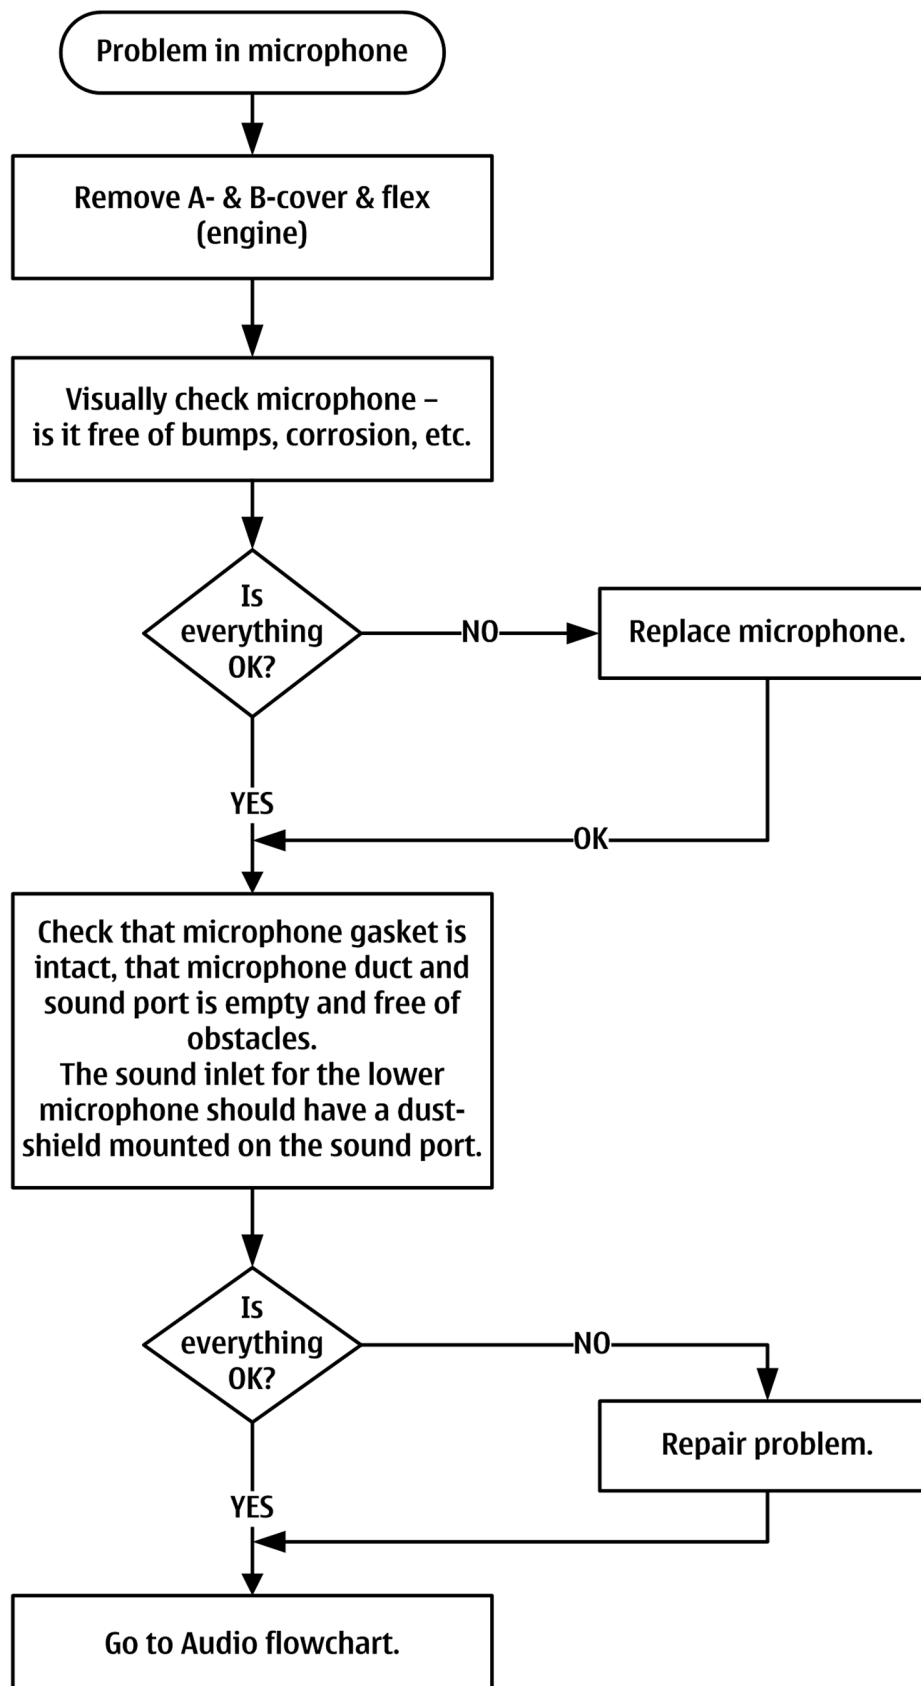 Problem in microphone
Remove A- & B-cover & flex
(engine)
Visually check microphone –
is it free of bumps, corrosion, etc.
Is
everything
OK?
NO
Replace microphone.
YES
OK
Check that microphone gasket is
intact, that microphone duct and
sound port is empty and free of
obstacles.
The sound inlet for the lower
microphone should have a dust-
shield mounted on the sound port.
Is
everything
OK?
NO
Repair problem.
YES
Go to Audio flowchart.